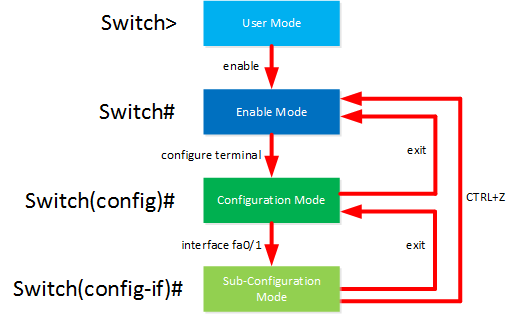 Switch>
User Mode
enable
Switch#
Enable Mode
configure terminal
exit
Switch(config)#
Configuration Mode
CTRL+Z
interface fa0/1
exit
Switch(config-if)#
Sub-Configuration
Mode